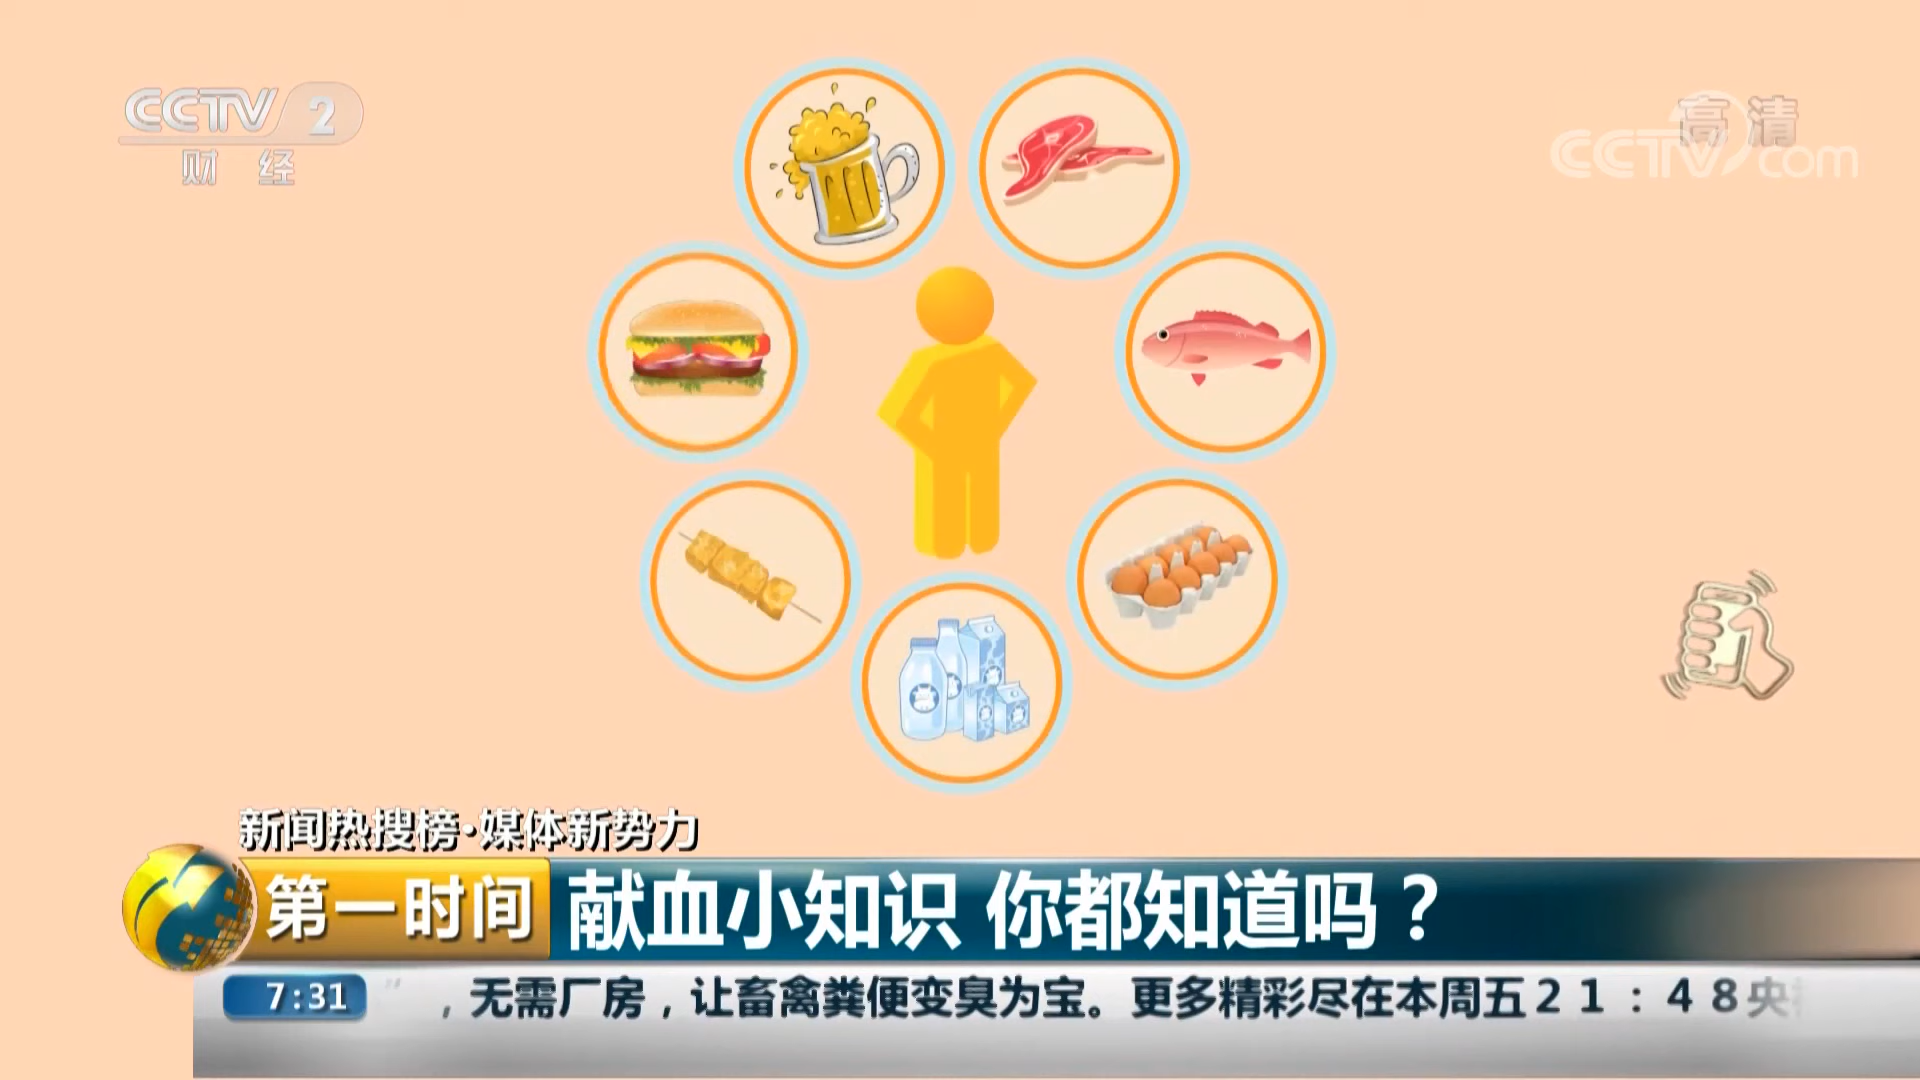 CCTV 2
财 经
高清
CCTV.com
新闻热搜榜·媒体新势力
第一时间
献血小知识 你都知道吗？
7:31
”，无需厂房，让畜禽粪便变臭为宝。更多精彩尽在本周五21：48央